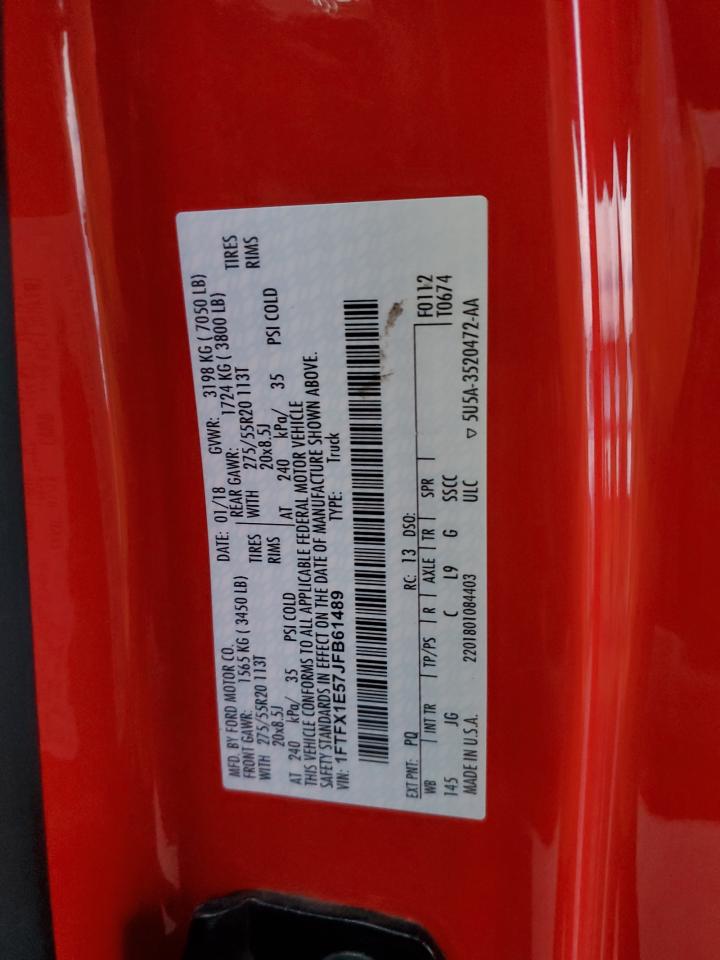 MFD. BY FORD MOTOR CO.
DATE: 01/18 GVWR: 3198 KG ( 7050 LB)
FRONT GAWR: 1565 KG ( 3450 LB) REAR GAWR: 1724 KG ( 3800 LB)
WITH 275/55R20 113T TIRES WITH 275/55R20 113T TIRES
20x8.5J RIMS 20x8.5J RIMS
AT 240 kPa/ 35 PSI COLD AT 240 kPa/ 35 PSI COLD
THIS VEHICLE CONFORMS TO ALL APPLICABLE FEDERAL MOTOR VEHICLE
SAFETY STANDARDS IN EFFECT ON THE DATE OF MANUFACTURE SHOWN ABOVE.
VIN: 1FTFX1E57JFB61489 TYPE: Truck
EXT PNT: PQ RC: 13 DSO: F0112
WB INT TR TP/PS R AXLE TR SPR T0674
145 JG C L9 G SSCC
MADE IN U.S.A. 2201801084403 ULC ▽ 5U5A-3520472-AA